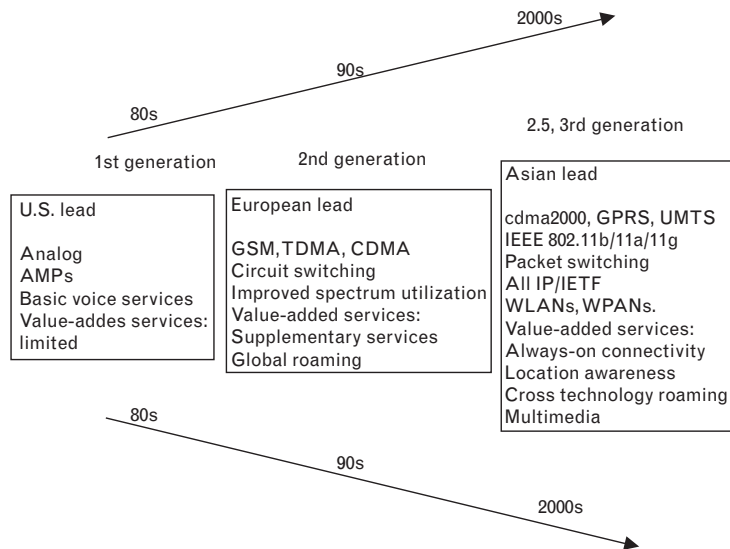 2000s
90s
80s
2.5, 3rd generation
1st generation
2nd generation
U.S. lead
Analog
AMPs
Basic voice services
Value-addes services:
limited
European lead
GSM, TDMA, CDMA
Circuit switching
Improved spectrum utilization
Value-added services:
Supplementary services
Global roaming
Asian lead
cdma2000, GPRS, UMTS
IEEE 802.11b/11a/11g
Packet switching
All IP/IETF
WLANs, WPANs.
Value-added services:
Always-on connectivity
Location awareness
Cross technology roaming
Multimedia
80s
90s
2000s